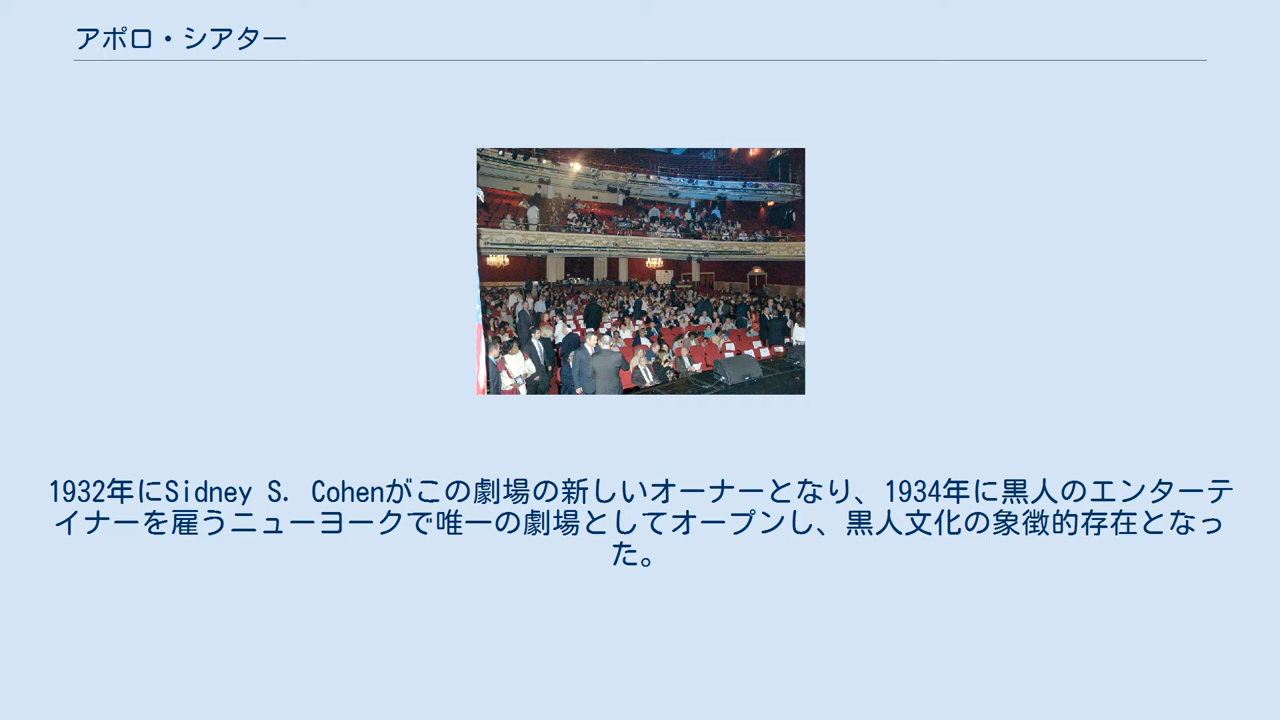 アポロ・シアター
1932年にSidney S. Cohenがこの劇場の新しいオーナーとなり、1934年に黒人のエンターテ
イナーを雇うニューヨークで唯一の劇場としてオープンし、黒人文化の象徴的存在となっ
た。